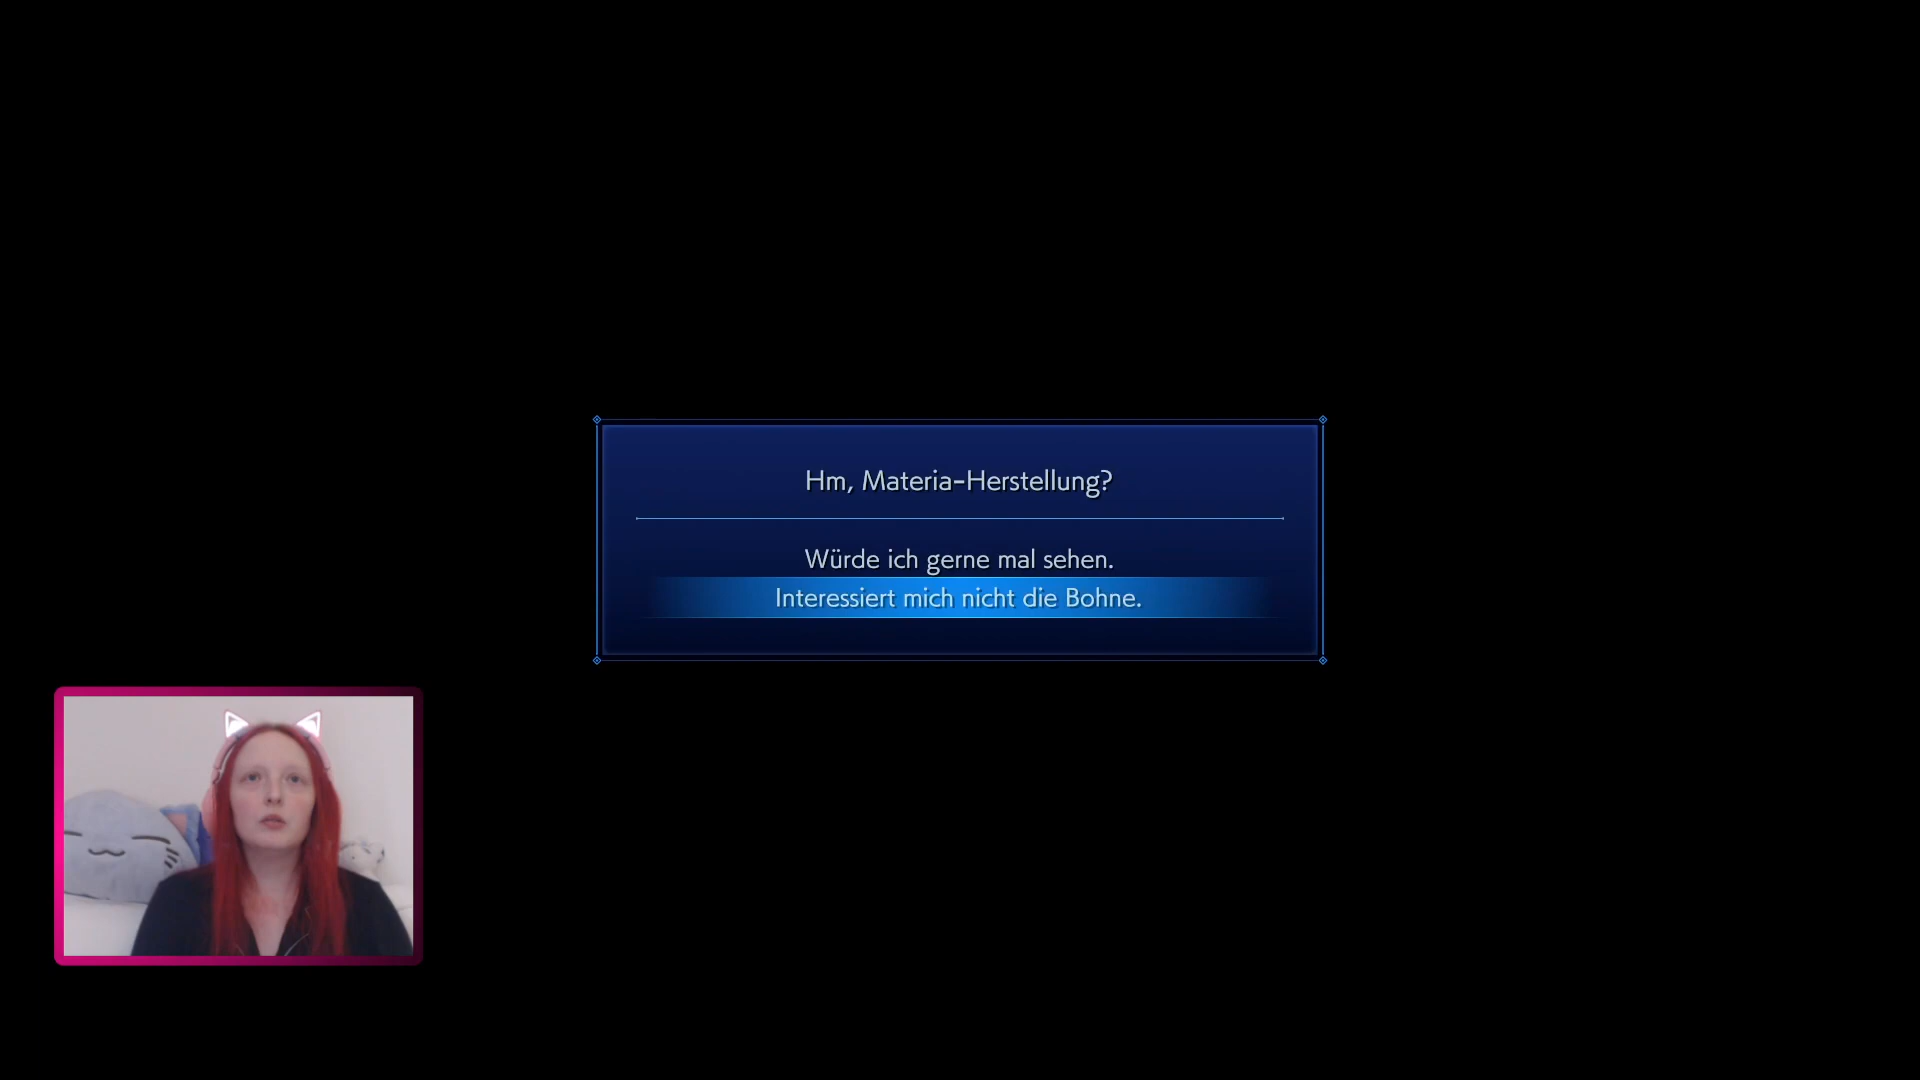 Hm, Materia-Herstellung?
Würde ich gerne mal sehen.
Interessiert mich nicht die Bohne.